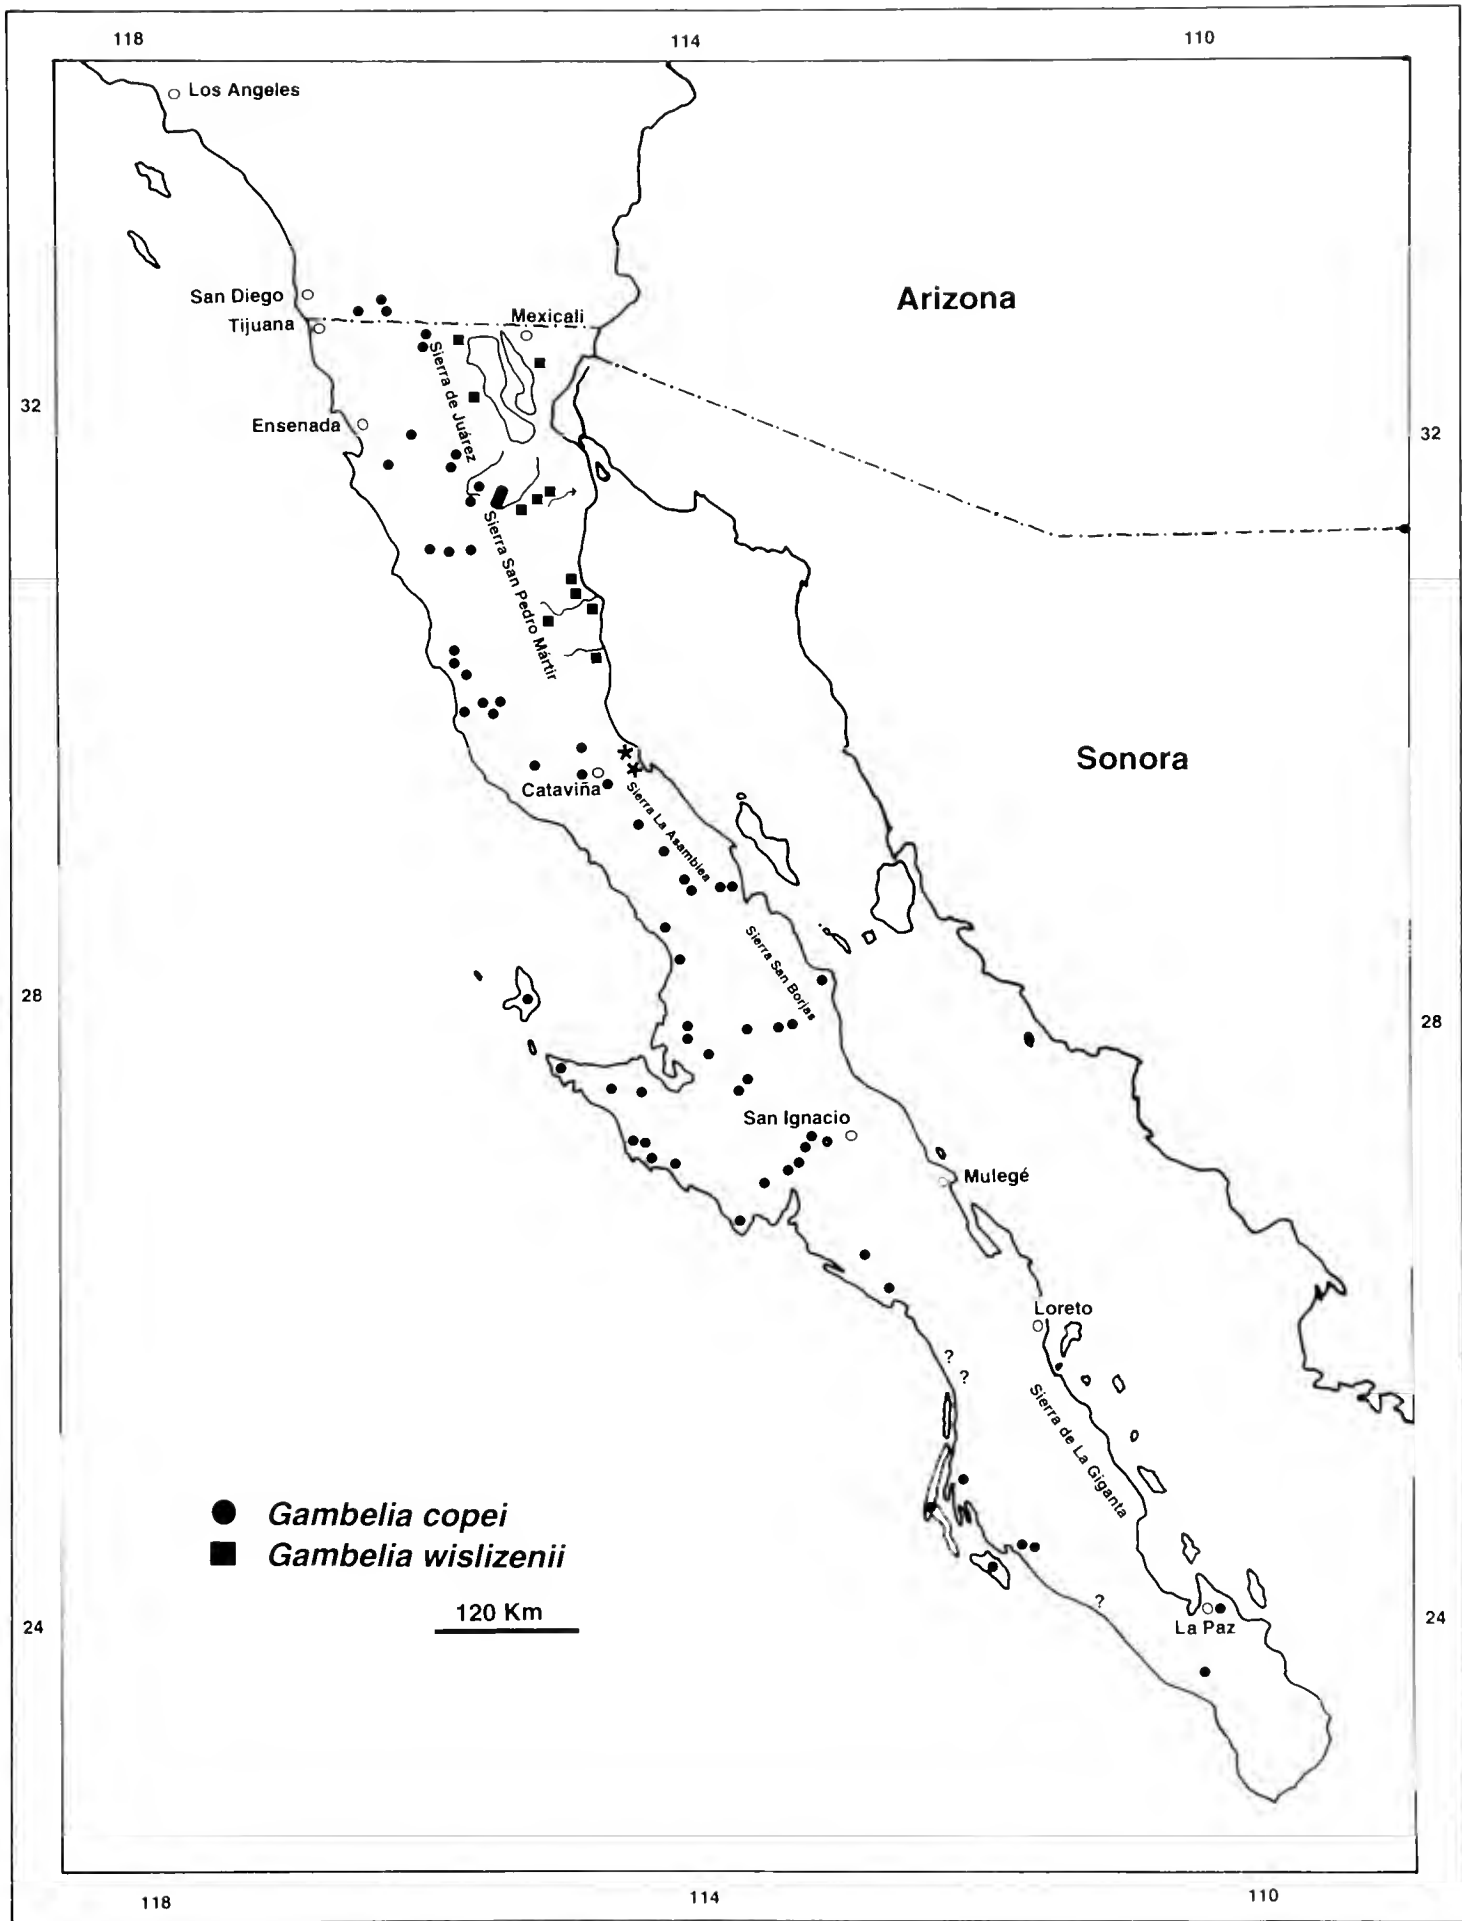 118 114 110
Los Angeles
San Diego
Arizona
Mexicali
Tijuana
Sierra de Juárez
32
Ensenada
32
Sierra San Pedro Mártir
Sonora
Cataviña
Sierra La Asamblea
Sierra San Borjas
28
28
San Ignacio
Mulegé
Loreto
?
?
Sierra de La Giganta
Gambelia copei
Gambelia wislizenii
?
120 Km
24
24
La Paz
118 114 110